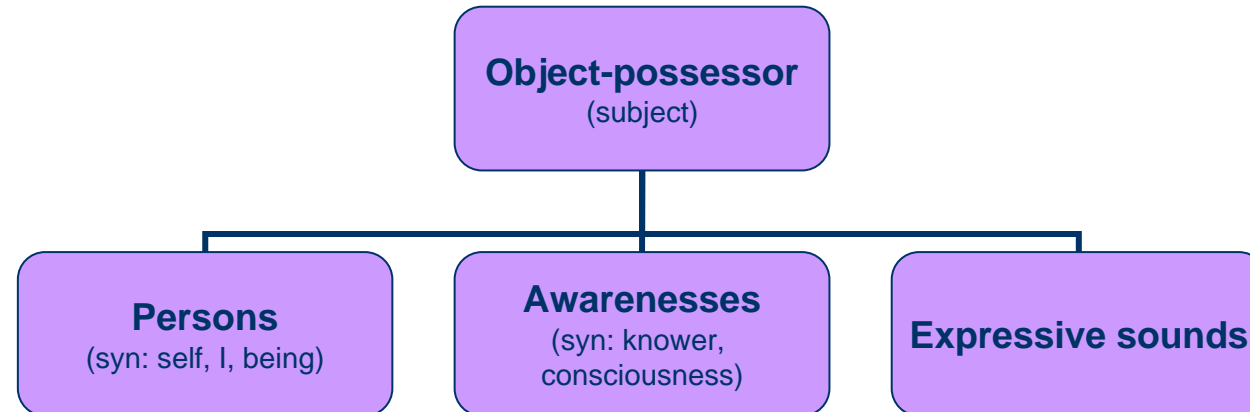 Object-possessor
(subject)
Persons
(syn: self, I, being)
Awarenesses
(syn: knower,
consciousness)
Expressive sounds